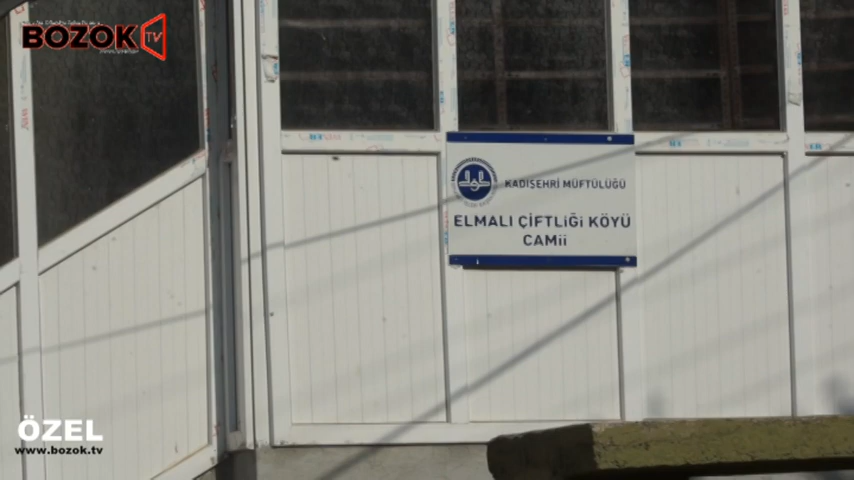 BOZOK TV
KADIŞEHRİ MÜFTÜLÜĞÜ
ELMALI ÇİFTLİĞİ KÖYÜ
CAMii
ÖZEL
www.bozok.tv